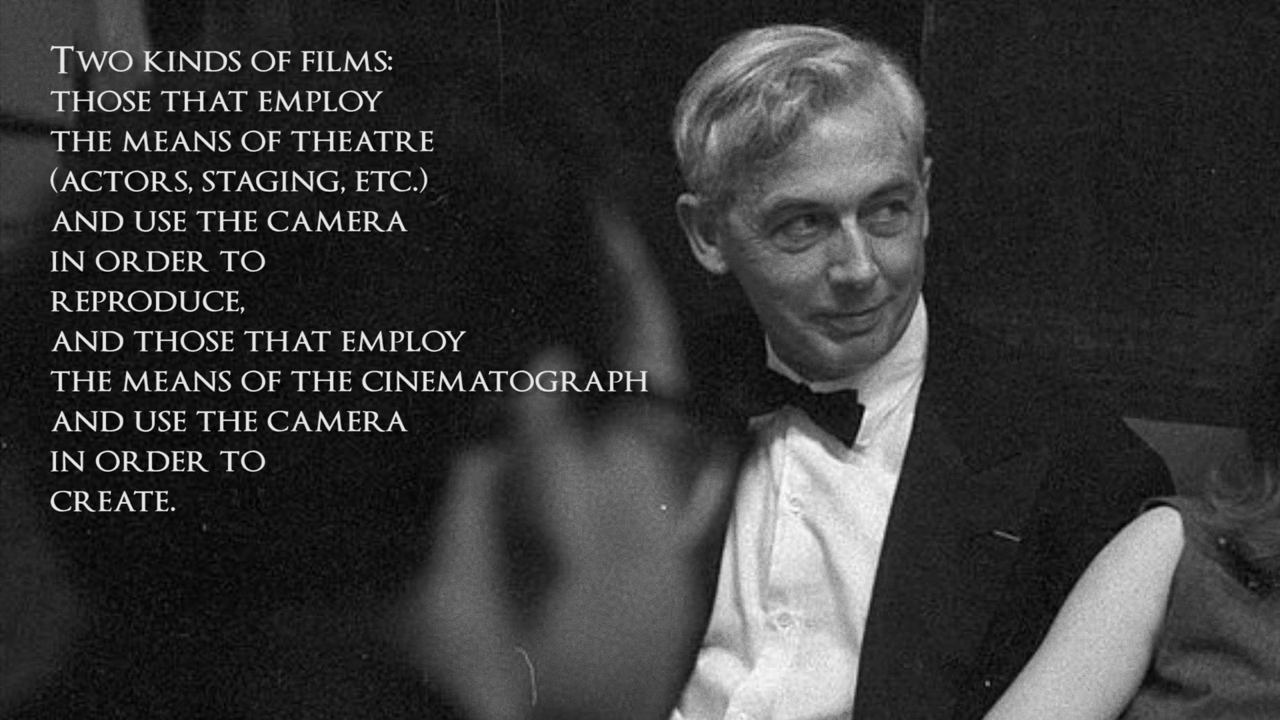 Two kinds of films:
those that employ
the means of theatre
(actors, staging, etc.)
and use the camera
in order to
reproduce,
and those that employ
the means of the cinematograph
and use the camera
in order to
create.